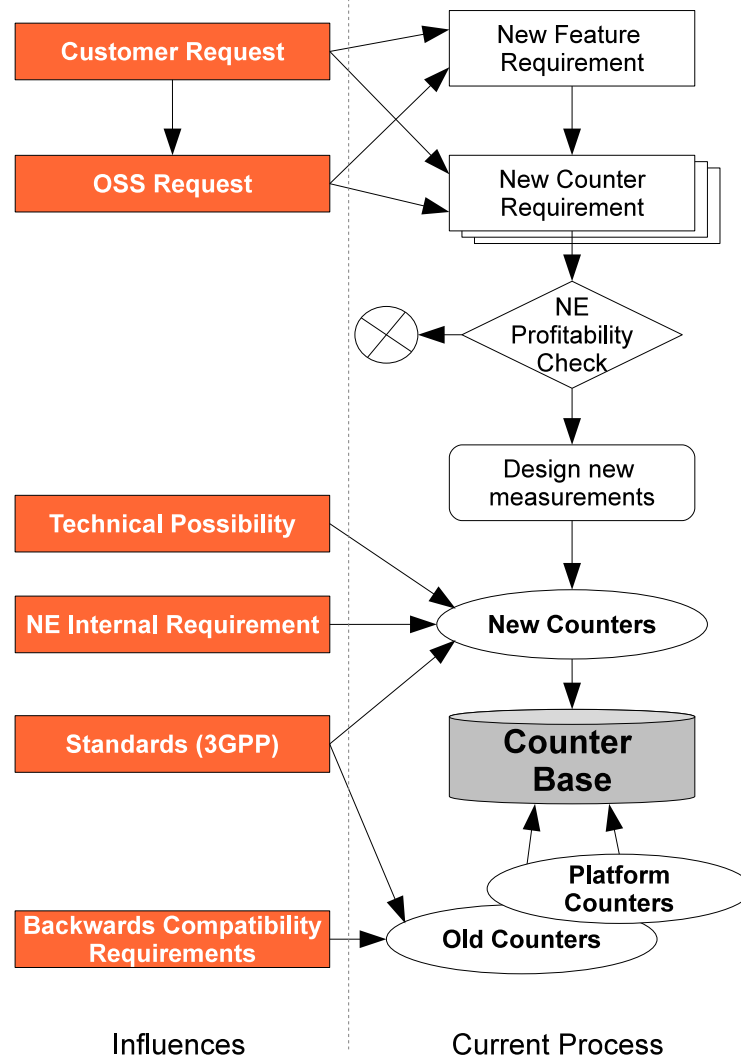 Customer Request
New Feature
Requirement
OSS Request
New Counter
Requirement
NE
Profitability
Check
Design new
measurements
Technical Possibility
NE Internal Requirement
New Counters
Standards (3GPP)
Counter
Base
Platform
Counters
Backwards Compatibility
Requirements
Old Counters
Influences
Current Process